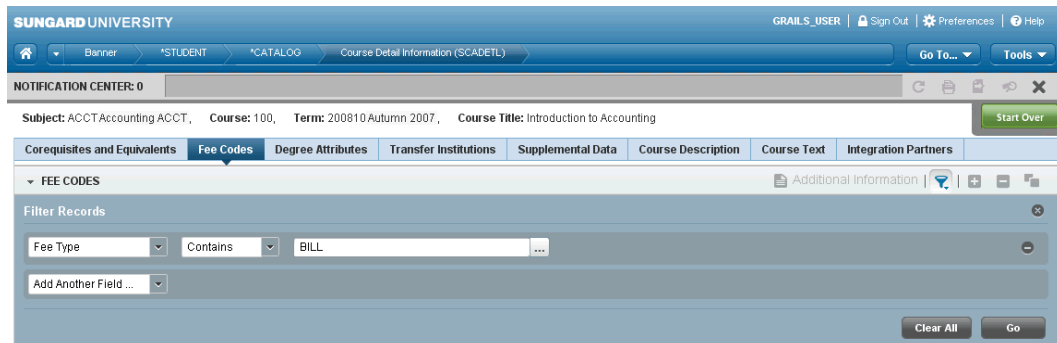 SUNGARD UNIVERSITY GRAILS_USER | Sign Out | Preferences | Help
Banner *STUDENT *CATALOG Course Detail Information (SCADETL) Go To... Tools
NOTIFICATION CENTER: 0
Subject: ACCT Accounting ACCT, Course: 100, Term: 200810 Autumn 2007, Course Title: Introduction to Accounting Start Over
Corequisites and Equivalents Fee Codes Degree Attributes Transfer Institutions Supplemental Data Course Description Course Text Integration Partners
FEE CODES Additional Information
Filter Records
Fee Type Contains BILL ...
Add Another Field ...
Clear All Go